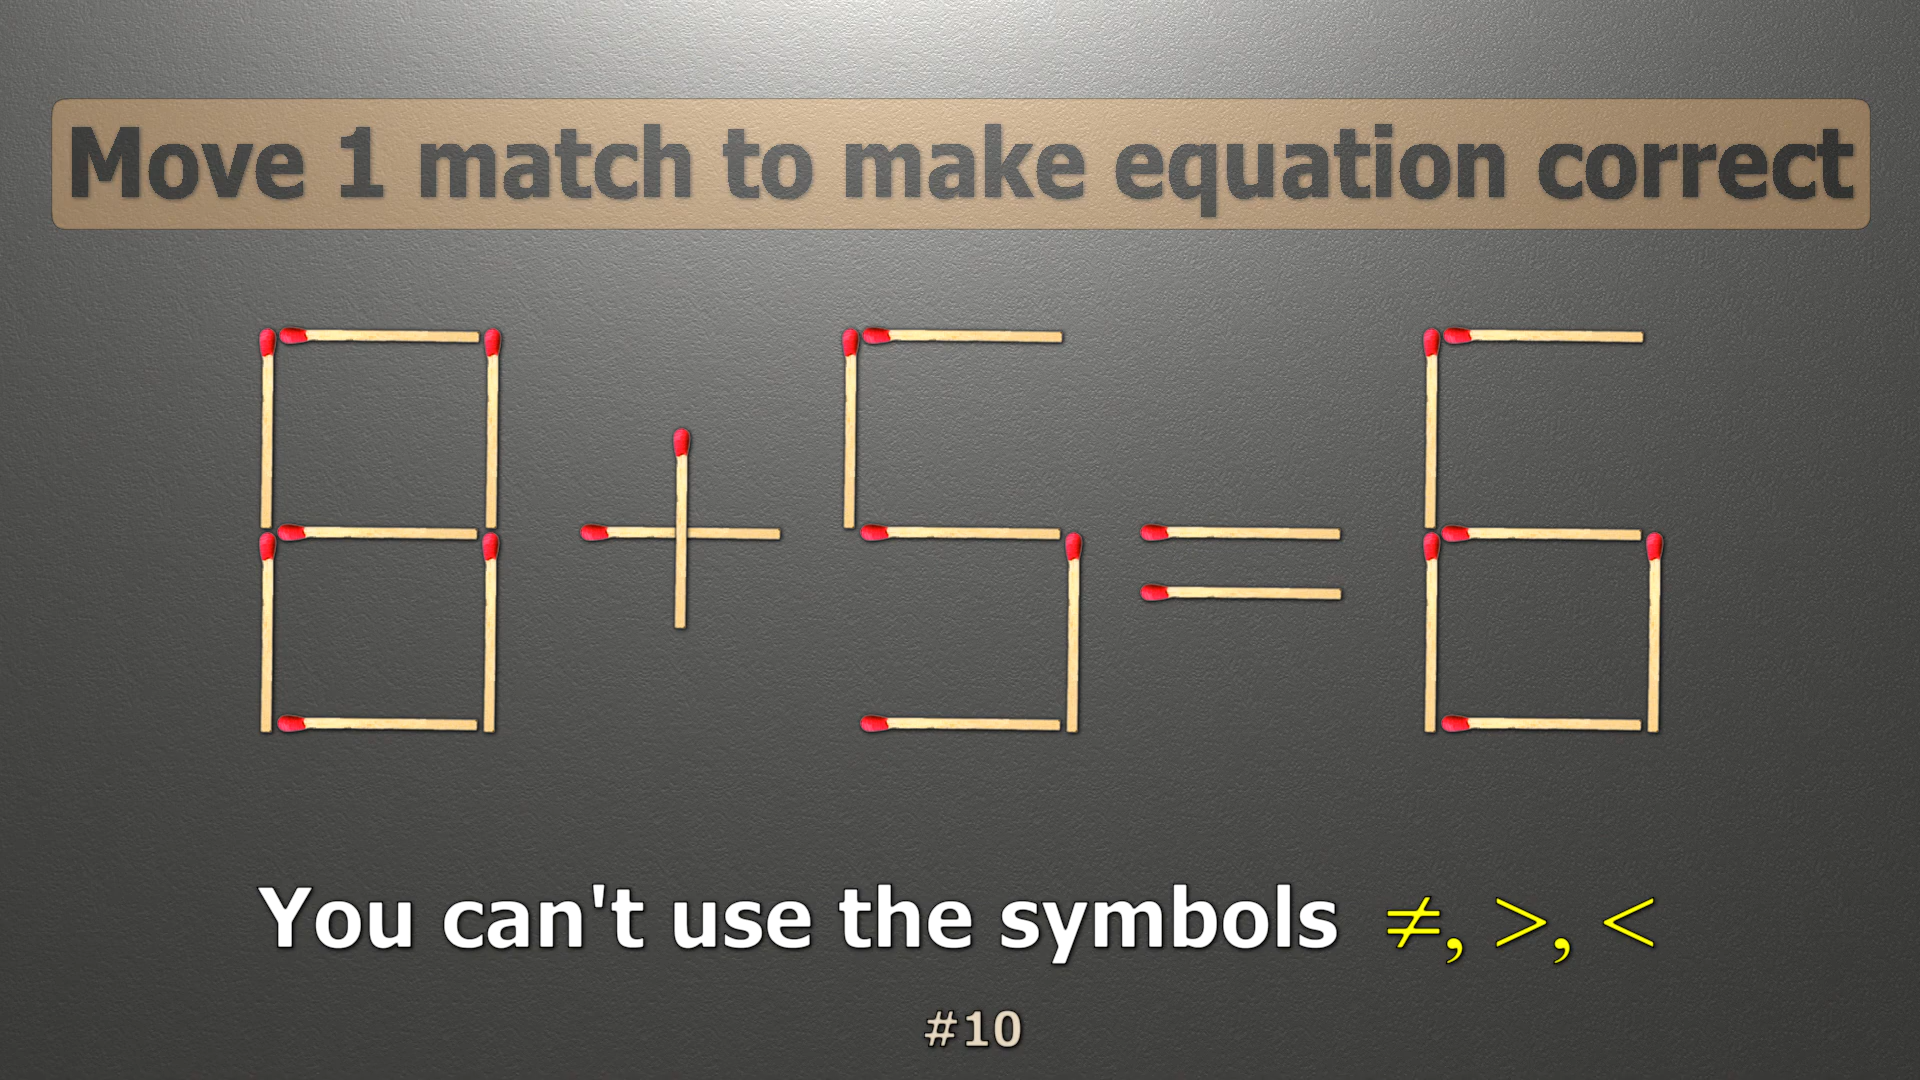 Move 1 match to make equation correct
8+5=6
You can't use the symbols ≠, >, <
#10